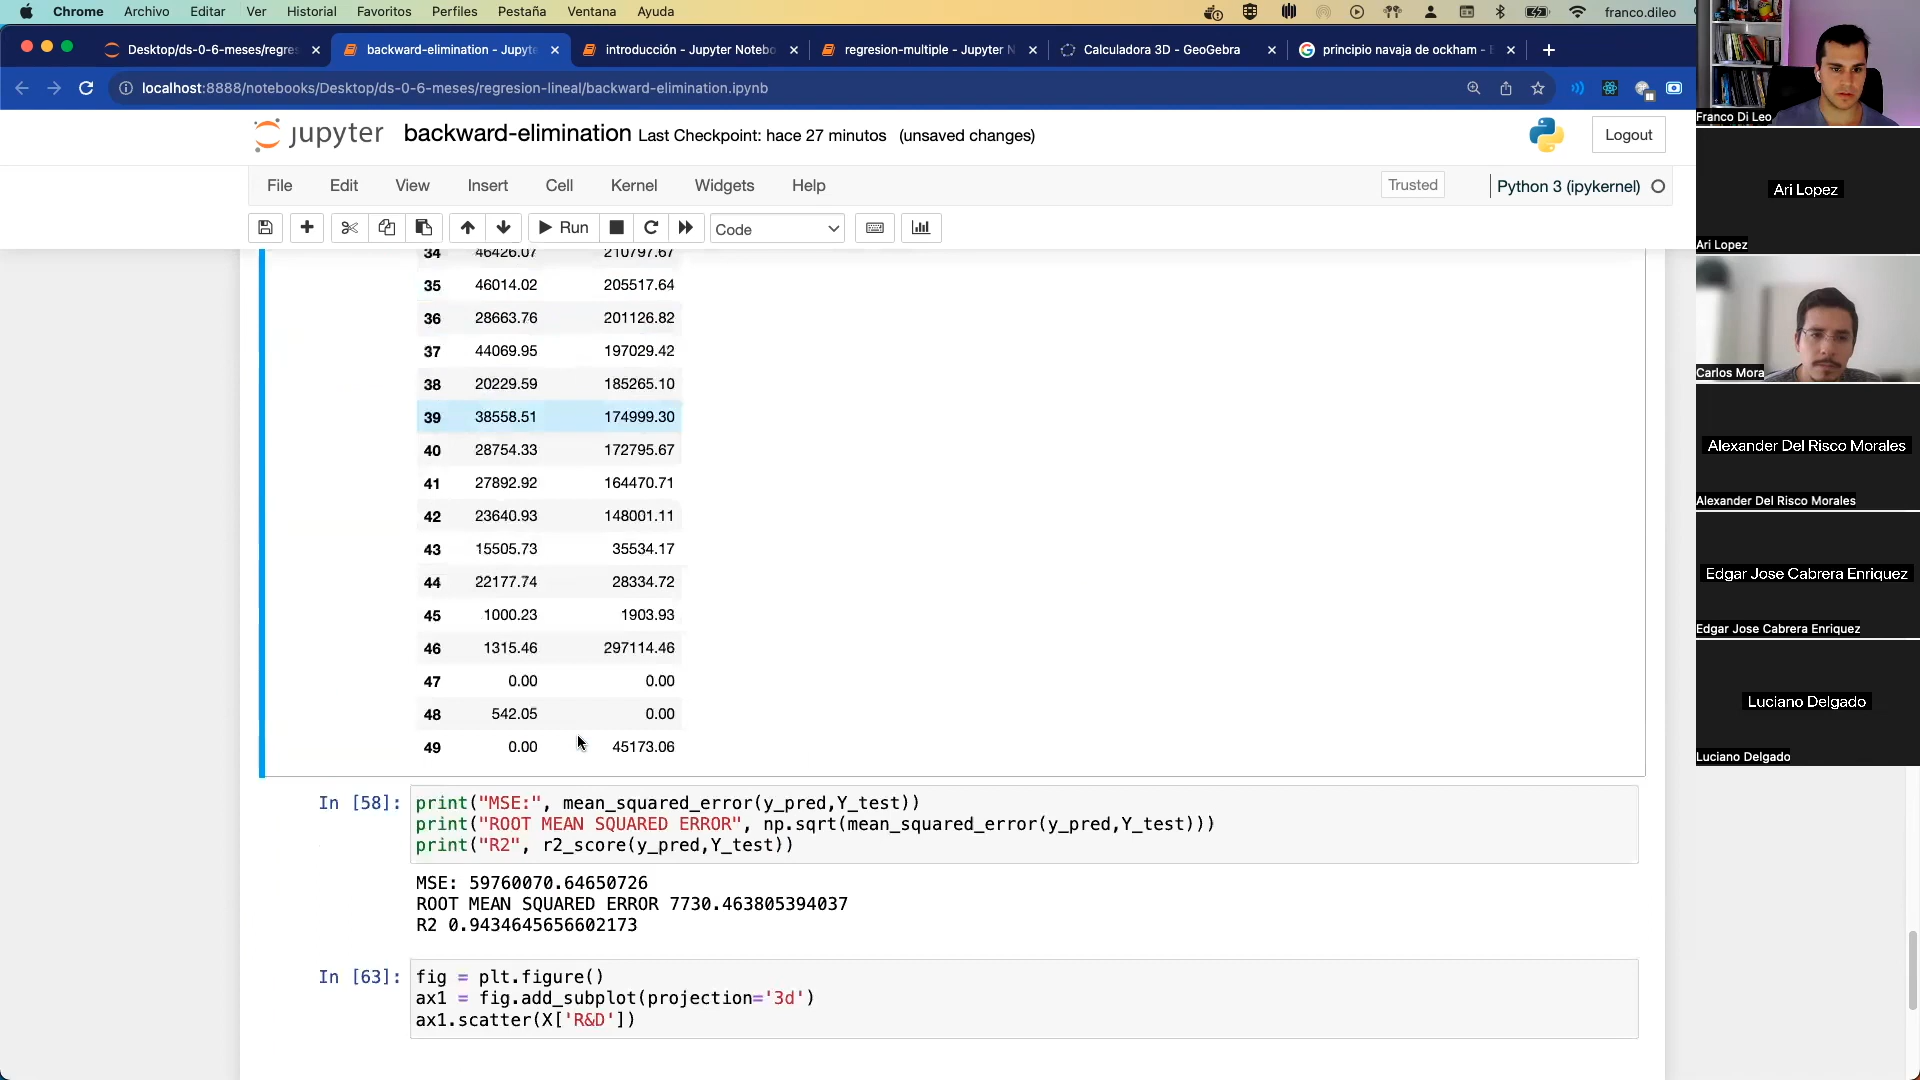 Chrome Archivo Editar Ver Historial Favoritos Perfiles Pestaña Ventana Ayuda franco.dileo
Desktop/ds-0-6-meses/regres backward-elimination - Jupyte introducción - Jupyter Notebo regresion-multiple - Jupyter N Calculadora 3D - GeoGebra principio navaja de ockham -
localhost:8888/notebooks/Desktop/ds-0-6-meses/regresion-lineal/backward-elimination.ipynb
jupyter backward-elimination Last Checkpoint: hace 27 minutos (unsaved changes) Logout
File Edit View Insert Cell Kernel Widgets Help Trusted Python 3 (ipykernel)
Run Code
34 46426.07 210797.67
35 46014.02 205517.64
36 28663.76 201126.82
37 44069.95 197029.42
38 20229.59 185265.10
39 38558.51 174999.30
40 28754.33 172795.67
41 27892.92 164470.71
42 23640.93 148001.11
43 15505.73 35534.17
44 22177.74 28334.72
45 1000.23 1903.93
46 1315.46 297114.46
47 0.00 0.00
48 542.05 0.00
49 0.00 45173.06
In [58]: print("MSE:", mean_squared_error(y_pred,Y_test))
print("ROOT MEAN SQUARED ERROR", np.sqrt(mean_squared_error(y_pred,Y_test)))
print("R2", r2_score(y_pred,Y_test))
MSE: 59760070.64650726
ROOT MEAN SQUARED ERROR 7730.463805394037
R2 0.9434645656602173
In [63]: fig = plt.figure()
ax1 = fig.add_subplot(projection='3d')
ax1.scatter(X['R&D'])
Franco Di Leo
Ari Lopez
Ari Lopez
Carlos Mora
Alexander Del Risco Morales
Alexander Del Risco Morales
Edgar Jose Cabrera Enriquez
Edgar Jose Cabrera Enriquez
Luciano Delgado
Luciano Delgado